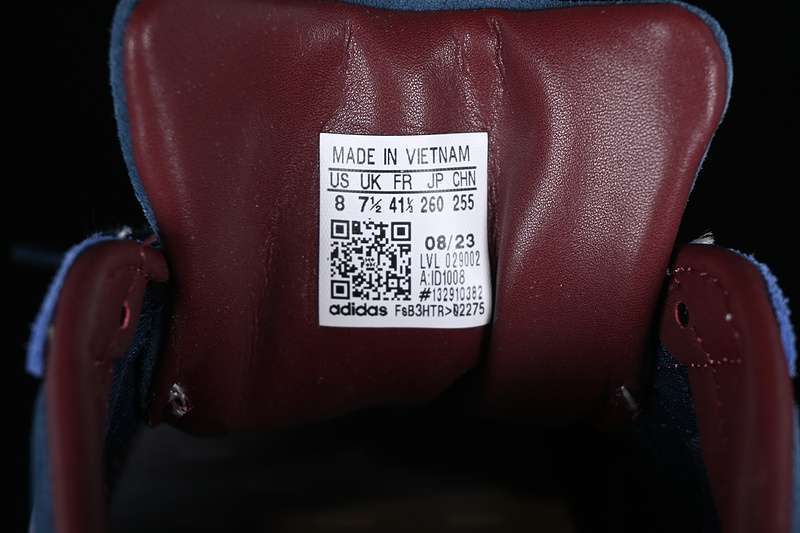 MADE IN VIETNAM
US UK FR JP CHN
8 7½ 41⅓ 260 255
08/23
LVL 029002
A:ID1008
#132910382
adidas FsB3HTR>Q2275